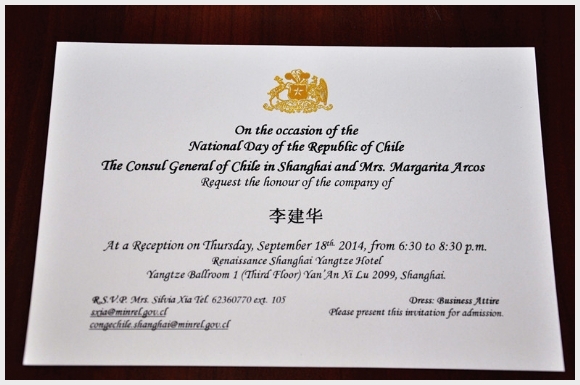 On the occasion of the
National Day of the Republic of Chile
The Consul General of Chile in Shanghai and Mrs. Margarita Arcos
Request the honour of the company of
李建华
At a Reception on Thursday, September 18th. 2014, from 6:30 to 8:30 p.m.
Renaissance Shanghai Yangtze Hotel
Yangtze Ballroom 1 (Third Floor) Yan'An Xi Lu 2099, Shanghai.
R.S.V.P. Mrs. Silvia Xia Tel. 62360770 ext. 105
sxia@minrel.gov.cl
congechile.shanghai@minrel.gov.cl
Dress: Business Attire
Please present this invitation for admission.